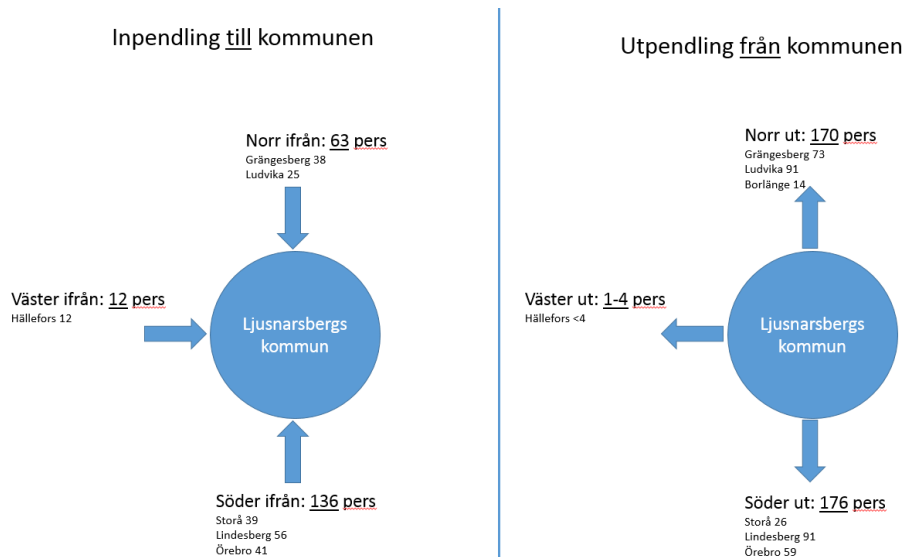 Inpendling till kommunen
Norr ifrån: 63 pers
Grängesberg 38
Ludvika 25
Väster ifrån: 12 pers
Hällefors 12
Ljusnarsbergs
kommun
Söder ifrån: 136 pers
Storå 39
Lindesberg 56
Örebro 41
Utpendling från kommunen
Norr ut: 170 pers
Grängesberg 73
Ludvika 91
Borlänge 14
Väster ut: 1-4 pers
Hällefors <4
Ljusnarsbergs
kommun
Söder ut: 176 pers
Storå 26
Lindesberg 91
Örebro 59